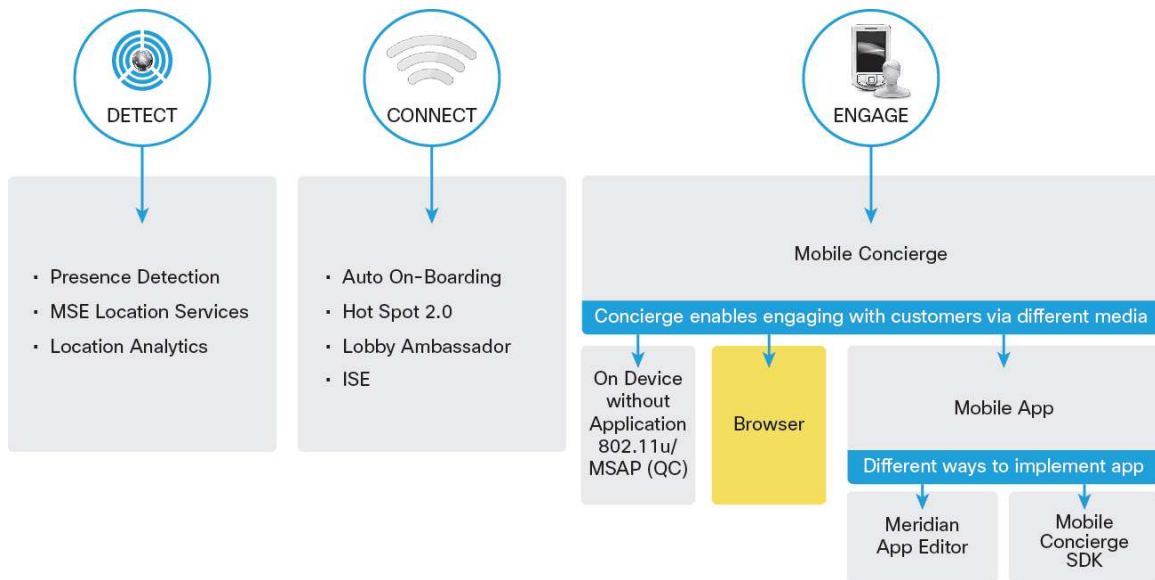 DETECT
CONNECT
ENGAGE
· Presence Detection
· MSE Location Services
· Location Analytics
· Auto On-Boarding
· Hot Spot 2.0
· Lobby Ambassador
· ISE
Mobile Concierge
Concierge enables engaging with customers via different media
On Device
without
Application
802.11u/
MSAP (QC)
Browser
Mobile App
Different ways to implement app
Meridian
App Editor
Mobile
Concierge
SDK